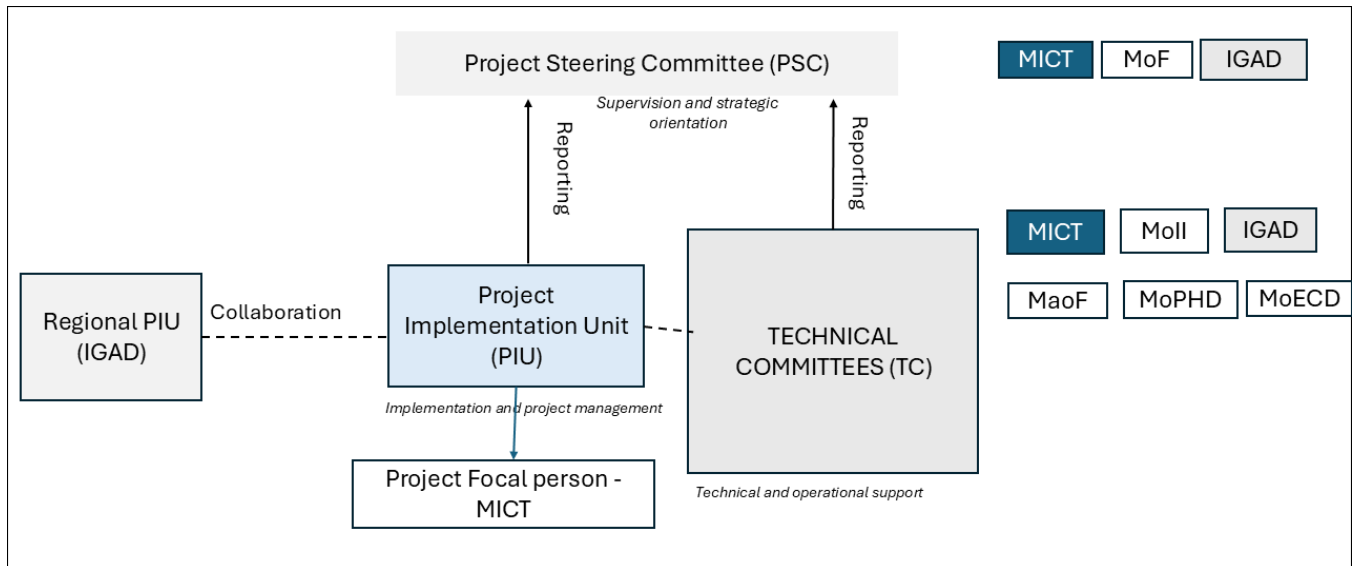 Project Steering Committee (PSC)
MICT
MoF
IGAD
Supervision and strategic
orientation
Reporting
Reporting
MICT
MoII
IGAD
MaoF
MoPHD
MoECD
Regional PIU
(IGAD)
Collaboration
Project
Implementation Unit
(PIU)
TECHNICAL
COMMITTEES (TC)
Implementation and project management
Project Focal person -
MICT
Technical and operational support